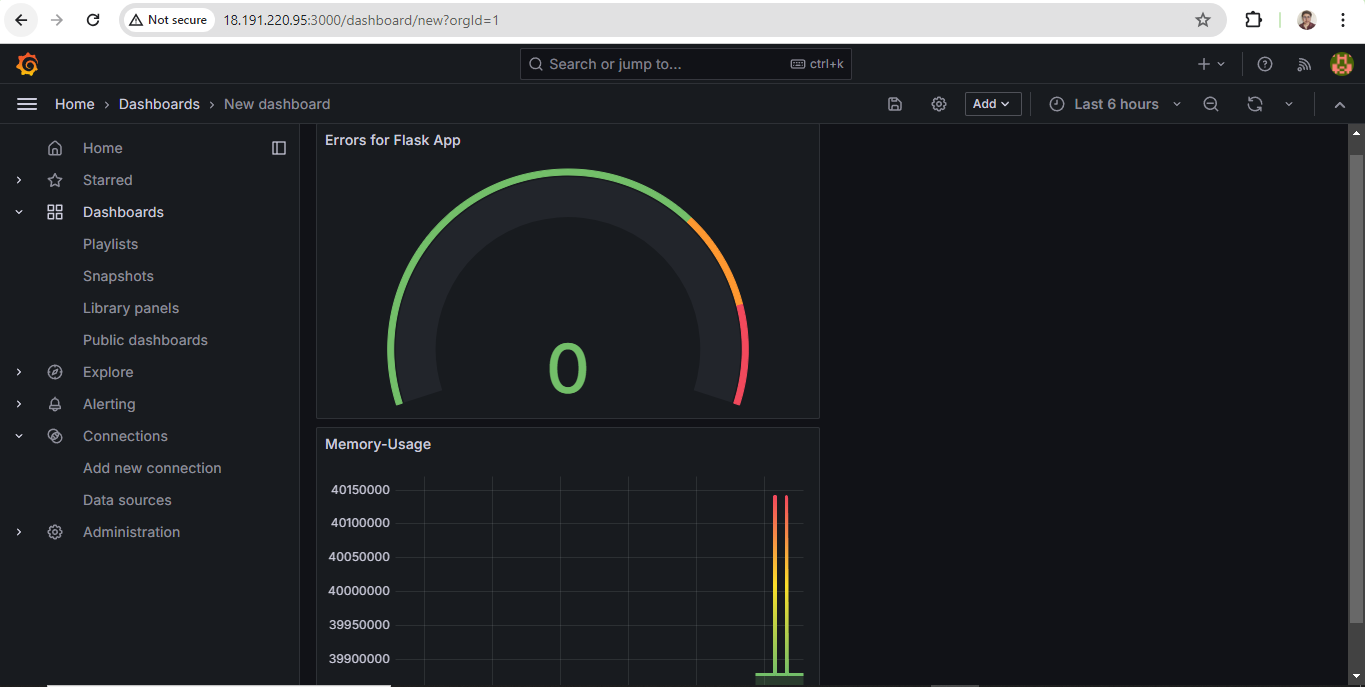 Not secure 18.191.220.95:3000/dashboard/new?orgId=1
Search or jump to... ctrl+k
Home › Dashboards › New dashboard
Add
Last 6 hours
Home
Starred
Dashboards
Playlists
Snapshots
Library panels
Public dashboards
Explore
Alerting
Connections
Add new connection
Data sources
Administration
Errors for Flask App
0
Memory-Usage
40150000
40100000
40050000
40000000
39950000
39900000